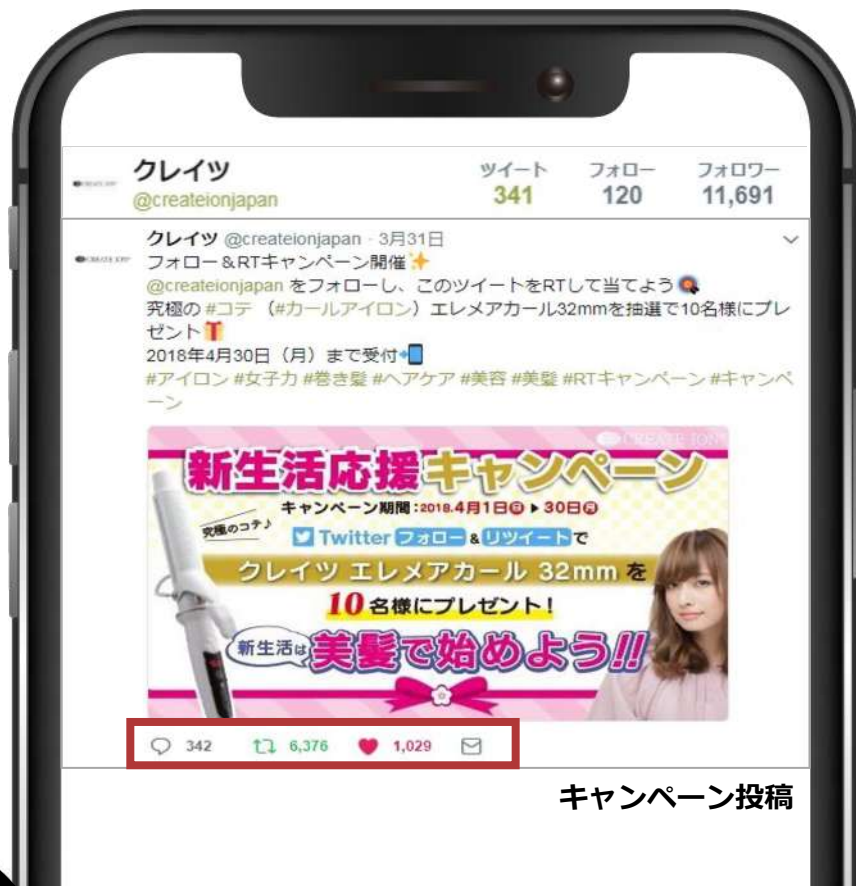 クレイツ
@createionjapan
ツイート
341
フォロー
120
フォロワー
11,691
クレイツ @createionjapan · 3月31日
フォロー＆RTキャンペーン開催✨
@createionjapan をフォローし、このツイートをRTして当てよう🎯
究極の #コテ （#カールアイロン）エレメアカール32mmを抽選で10名様にプレ
ゼント🎁
2018年4月30日（月）まで受付📲
#アイロン #女子力 #巻き髪 #ヘアケア #美容 #美髪 #RTキャンペーン #キャンペ
ーン
CREATE ION
新生活応援キャンペーン
キャンペーン期間：2018.4月1日㊐▶30日㊊
究極のコテ♪
Twitter フォロー & リツイートで
クレイツ エレメアカール 32mm を
10名様にプレゼント！
新生活は美髪で始めよう!!
342 6,376 1,029
キャンペーン投稿